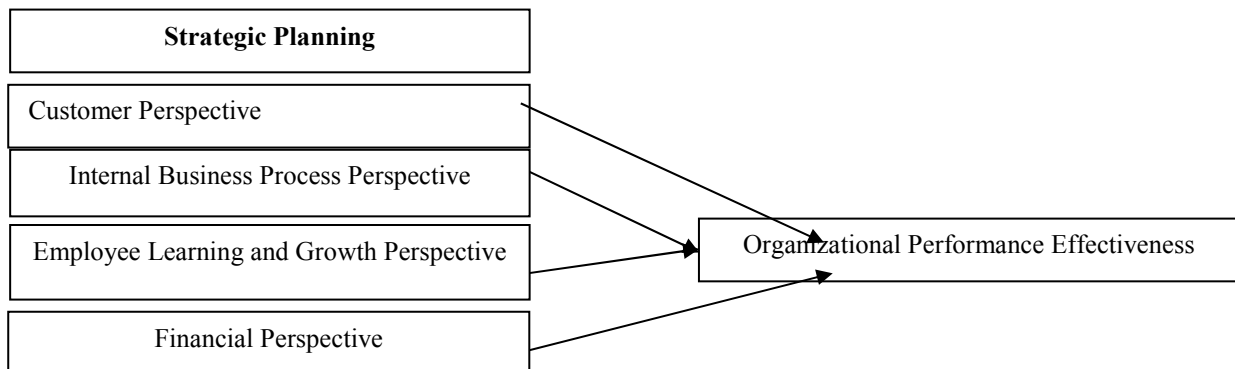 Strategic Planning
Customer Perspective
Internal Business Process Perspective
Employee Learning and Growth Perspective
Organizational Performance Effectiveness
Financial Perspective